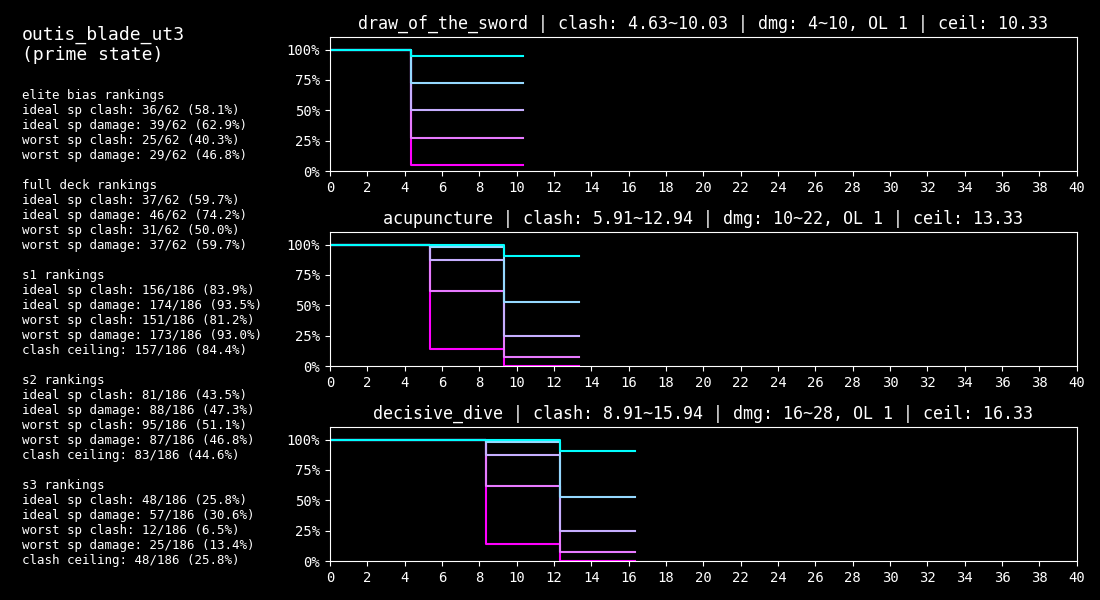 outis_blade_ut3
(prime state)
elite bias rankings
ideal sp clash: 36/62 (58.1%)
ideal sp damage: 39/62 (62.9%)
worst sp clash: 25/62 (40.3%)
worst sp damage: 29/62 (46.8%)
full deck rankings
ideal sp clash: 37/62 (59.7%)
ideal sp damage: 46/62 (74.2%)
worst sp clash: 31/62 (50.0%)
worst sp damage: 37/62 (59.7%)
s1 rankings
ideal sp clash: 156/186 (83.9%)
ideal sp damage: 174/186 (93.5%)
worst sp clash: 151/186 (81.2%)
worst sp damage: 173/186 (93.0%)
clash ceiling: 157/186 (84.4%)
s2 rankings
ideal sp clash: 81/186 (43.5%)
ideal sp damage: 88/186 (47.3%)
worst sp clash: 95/186 (51.1%)
worst sp damage: 87/186 (46.8%)
clash ceiling: 83/186 (44.6%)
s3 rankings
ideal sp clash: 48/186 (25.8%)
ideal sp damage: 57/186 (30.6%)
worst sp clash: 12/186 (6.5%)
worst sp damage: 25/186 (13.4%)
clash ceiling: 48/186 (25.8%)
draw_of_the_sword | clash: 4.63~10.03 | dmg: 4~10, OL 1 | ceil: 10.33
100%
75%
50%
25%
0%
0 2 4 6 8 10 12 14 16 18 20 22 24 26 28 30 32 34 36 38 40
acupuncture | clash: 5.91~12.94 | dmg: 10~22, OL 1 | ceil: 13.33
100%
75%
50%
25%
0%
0 2 4 6 8 10 12 14 16 18 20 22 24 26 28 30 32 34 36 38 40
decisive_dive | clash: 8.91~15.94 | dmg: 16~28, OL 1 | ceil: 16.33
100%
75%
50%
25%
0%
0 2 4 6 8 10 12 14 16 18 20 22 24 26 28 30 32 34 36 38 40